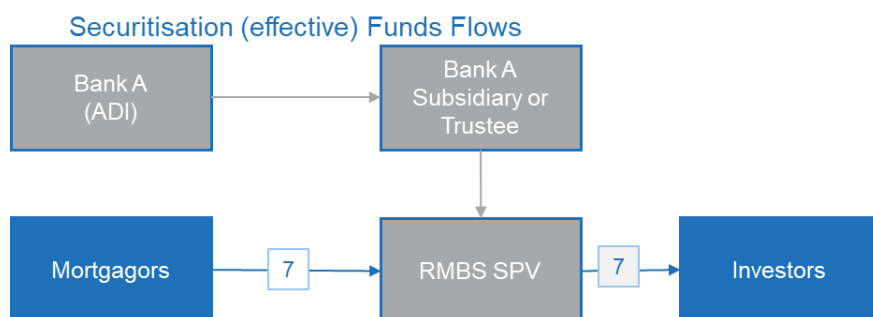 Securitisation (effective) Funds Flows
Bank A
(ADI)
Bank A
Subsidiary or
Trustee
Mortgagors
7
RMBS SPV
7
Investors